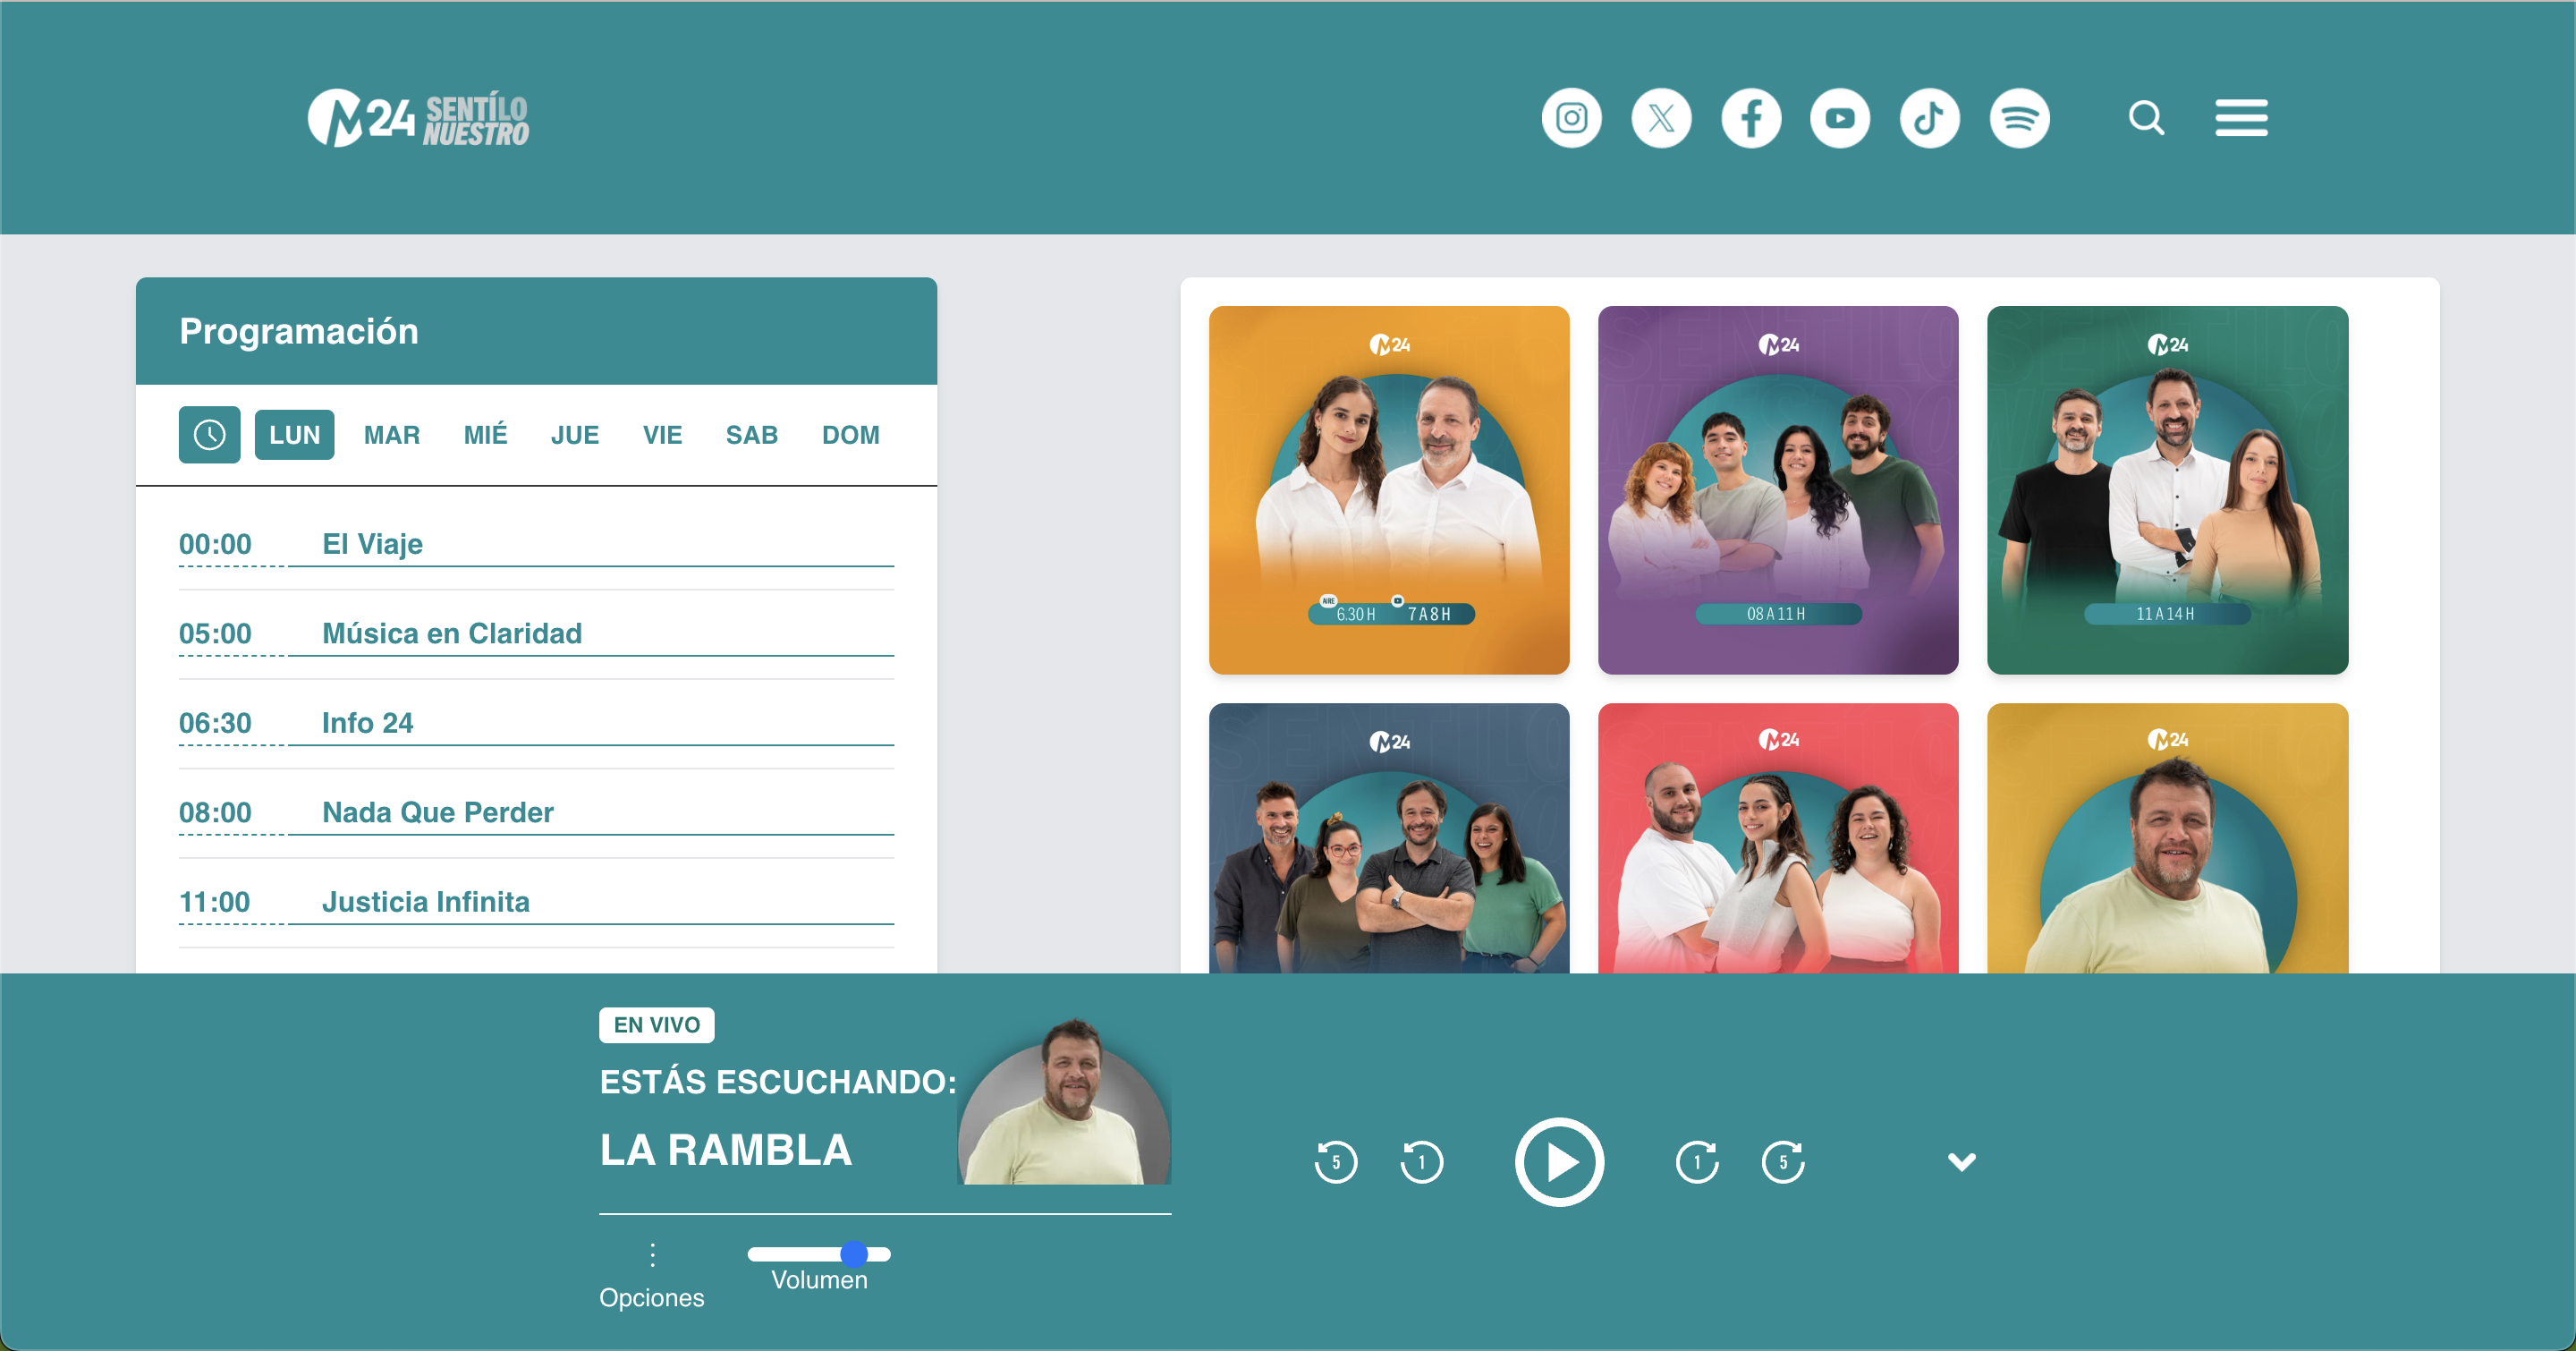 M24 SENTÍLO
NUESTRO
Programación
LUN MAR MIÉ JUE VIE SAB DOM
00:00 El Viaje
05:00 Música en Claridad
06:30 Info 24
08:00 Nada Que Perder
11:00 Justicia Infinita
M24
AIRE
6.30 H 7 A 8 H
M24
08 A 11 H
M24
11 A 14 H
M24
M24
M24
EN VIVO
ESTÁS ESCUCHANDO:
LA RAMBLA
5 1 1 5
Opciones
Volumen